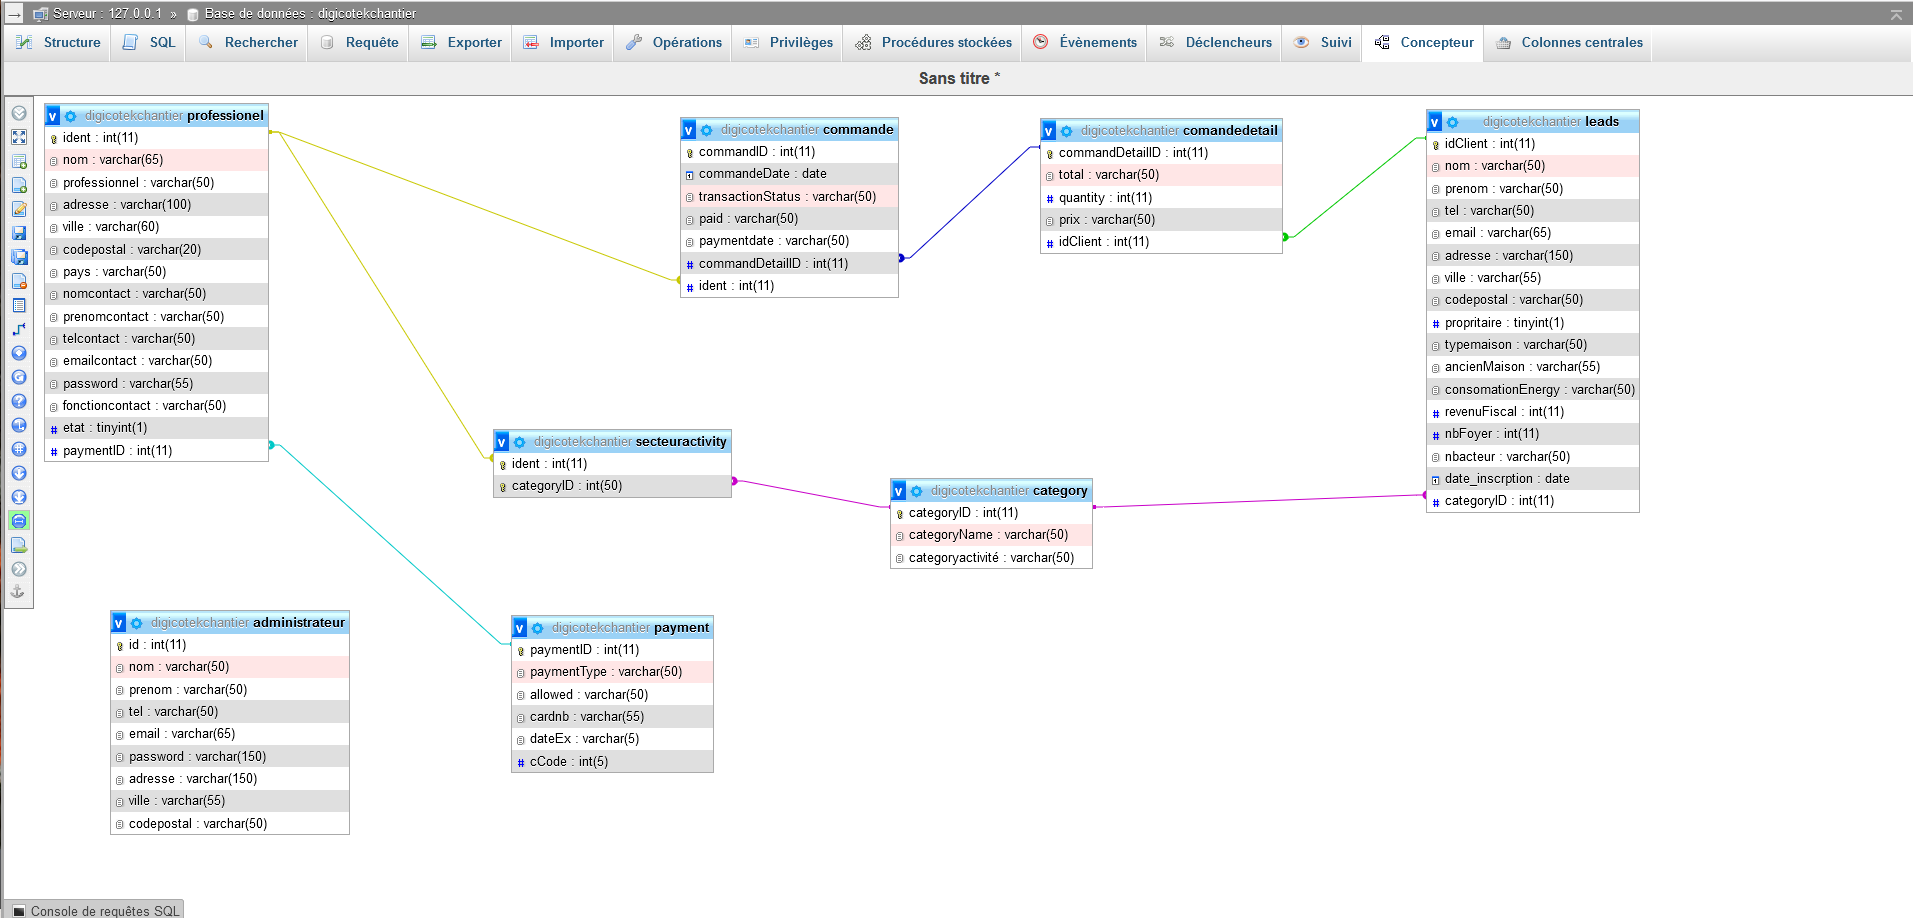 Serveur : 127.0.0.1 » Base de données : digicotekchantier
Structure SQL Rechercher Requête Exporter Importer Opérations Privilèges Procédures stockées Évènements Déclencheurs Suivi Concepteur Colonnes centrales
Sans titre *
v digicotekchantier professionel
ident : int(11)
nom : varchar(65)
professionnel : varchar(50)
adresse : varchar(100)
ville : varchar(60)
codepostal : varchar(20)
pays : varchar(50)
nomcontact : varchar(50)
prenomcontact : varchar(50)
telcontact : varchar(50)
emailcontact : varchar(50)
password : varchar(55)
fonctioncontact : varchar(50)
# etat : tinyint(1)
# paymentID : int(11)
v digicotekchantier commande
commandID : int(11)
commandeDate : date
transactionStatus : varchar(50)
paid : varchar(50)
paymentdate : varchar(50)
# commandDetailID : int(11)
# ident : int(11)
v digicotekchantier comandedetail
commandDetailID : int(11)
total : varchar(50)
# quantity : int(11)
prix : varchar(50)
# idClient : int(11)
v digicotekchantier leads
idClient : int(11)
nom : varchar(50)
prenom : varchar(50)
tel : varchar(50)
email : varchar(65)
adresse : varchar(150)
ville : varchar(55)
codepostal : varchar(50)
# propritaire : tinyint(1)
typemaison : varchar(50)
ancienMaison : varchar(55)
consomationEnergy : varchar(50)
# revenuFiscal : int(11)
# nbFoyer : int(11)
nbacteur : varchar(50)
date_inscrption : date
# categoryID : int(11)
v digicotekchantier secteuractivity
ident : int(11)
categoryID : int(50)
v digicotekchantier category
categoryID : int(11)
categoryName : varchar(50)
categoryactivité : varchar(50)
v digicotekchantier administrateur
id : int(11)
nom : varchar(50)
prenom : varchar(50)
tel : varchar(50)
email : varchar(65)
password : varchar(150)
adresse : varchar(150)
ville : varchar(55)
codepostal : varchar(50)
v digicotekchantier payment
paymentID : int(11)
paymentType : varchar(50)
allowed : varchar(50)
cardnb : varchar(55)
dateEx : varchar(5)
# cCode : int(5)
Console de requêtes SQL